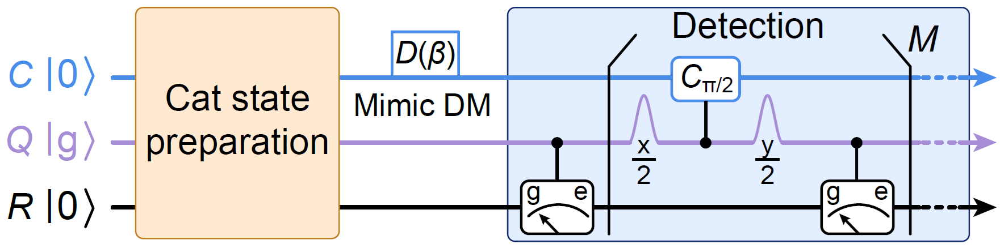 Detection
M
C |0⟩
D(β)
C π/2
Cat state
preparation
Mimic DM
Q |g⟩
x
2
y
2
R |0⟩
g e
g e